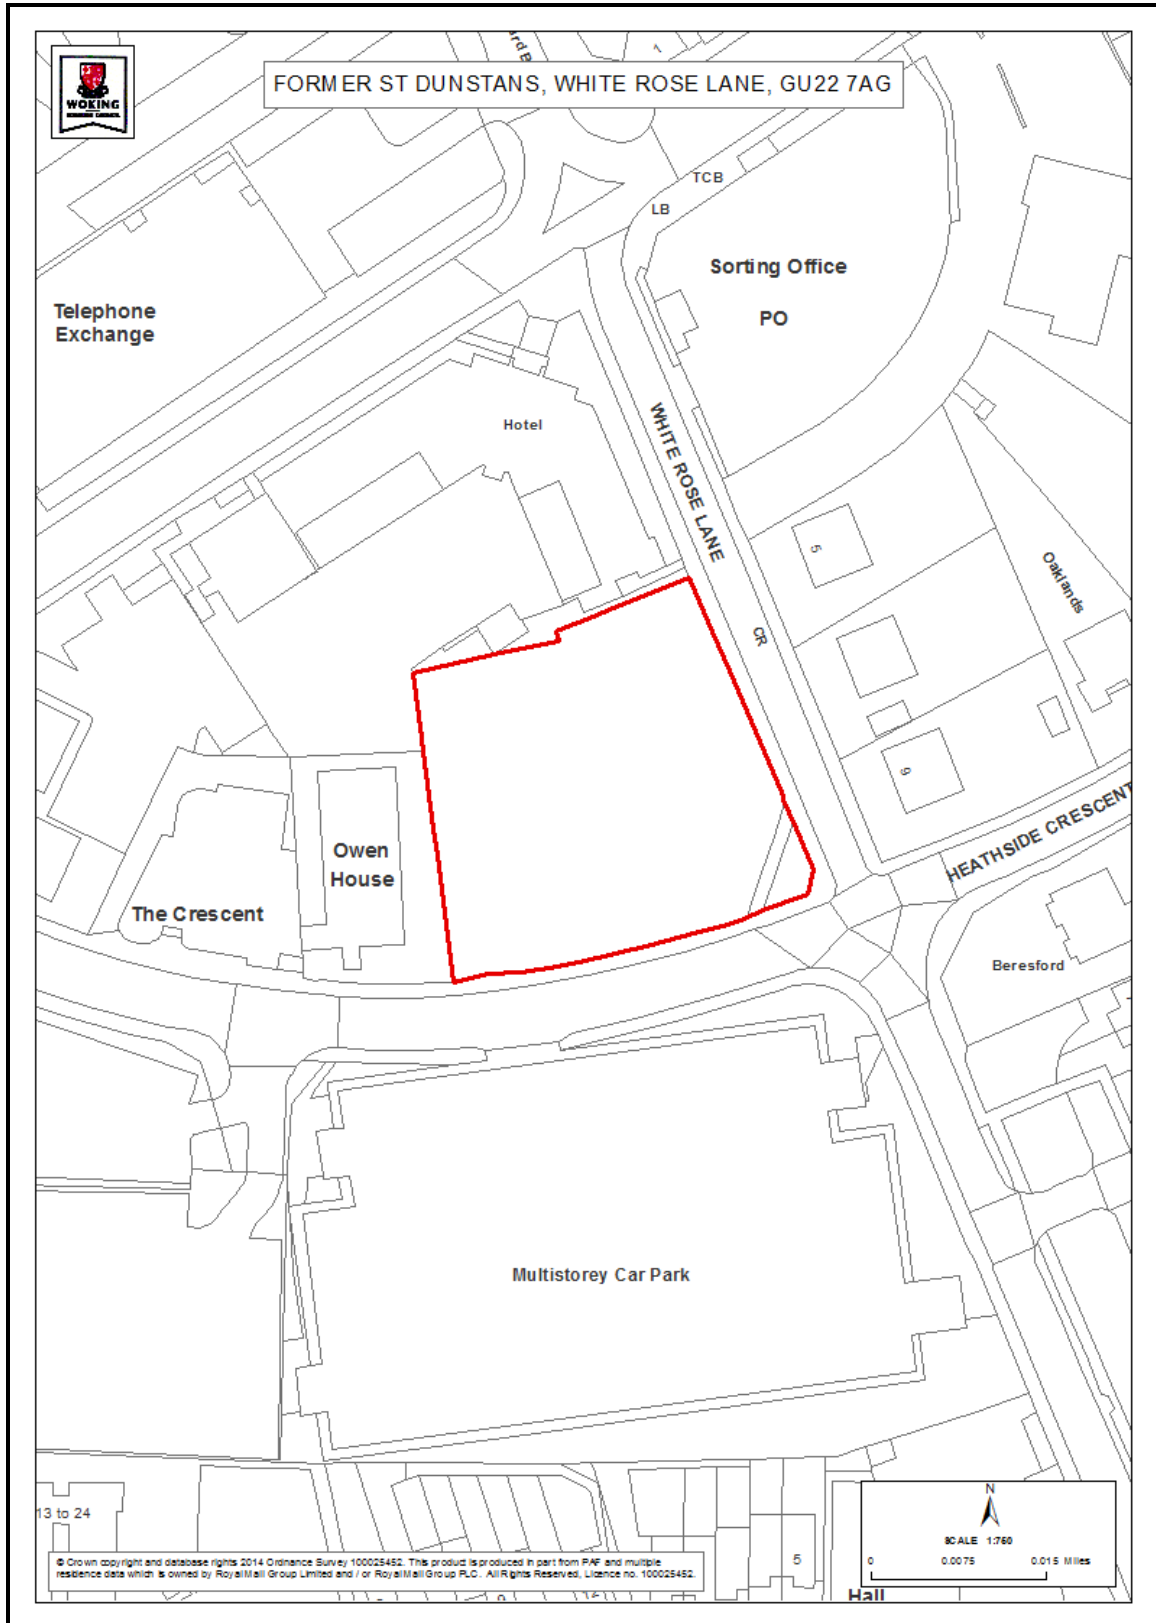 WOKING
BOROUGH COUNCIL
FORMER ST DUNSTANS, WHITE ROSE LANE, GU22 7AG
1
TCB
LB
Sorting Office
PO
Telephone
Exchange
Hotel
WHITE ROSE LANE
5
Oaklands
CR
9
HEATHSIDE CRESCENT
Owen
House
The Crescent
Beresford
Multistorey Car Park
13 to 24
5
Hall
N
SCALE 1:750
0 0.0075 0.015 Miles
© Crown copyright and database rights 2014 Ordnance Survey 100025452. This product is produced in part from PAF and multiple
residence data which is owned by Royal Mail Group Limited and / or Royal Mail Group PLC. All Rights Reserved, Licence no. 100025452.